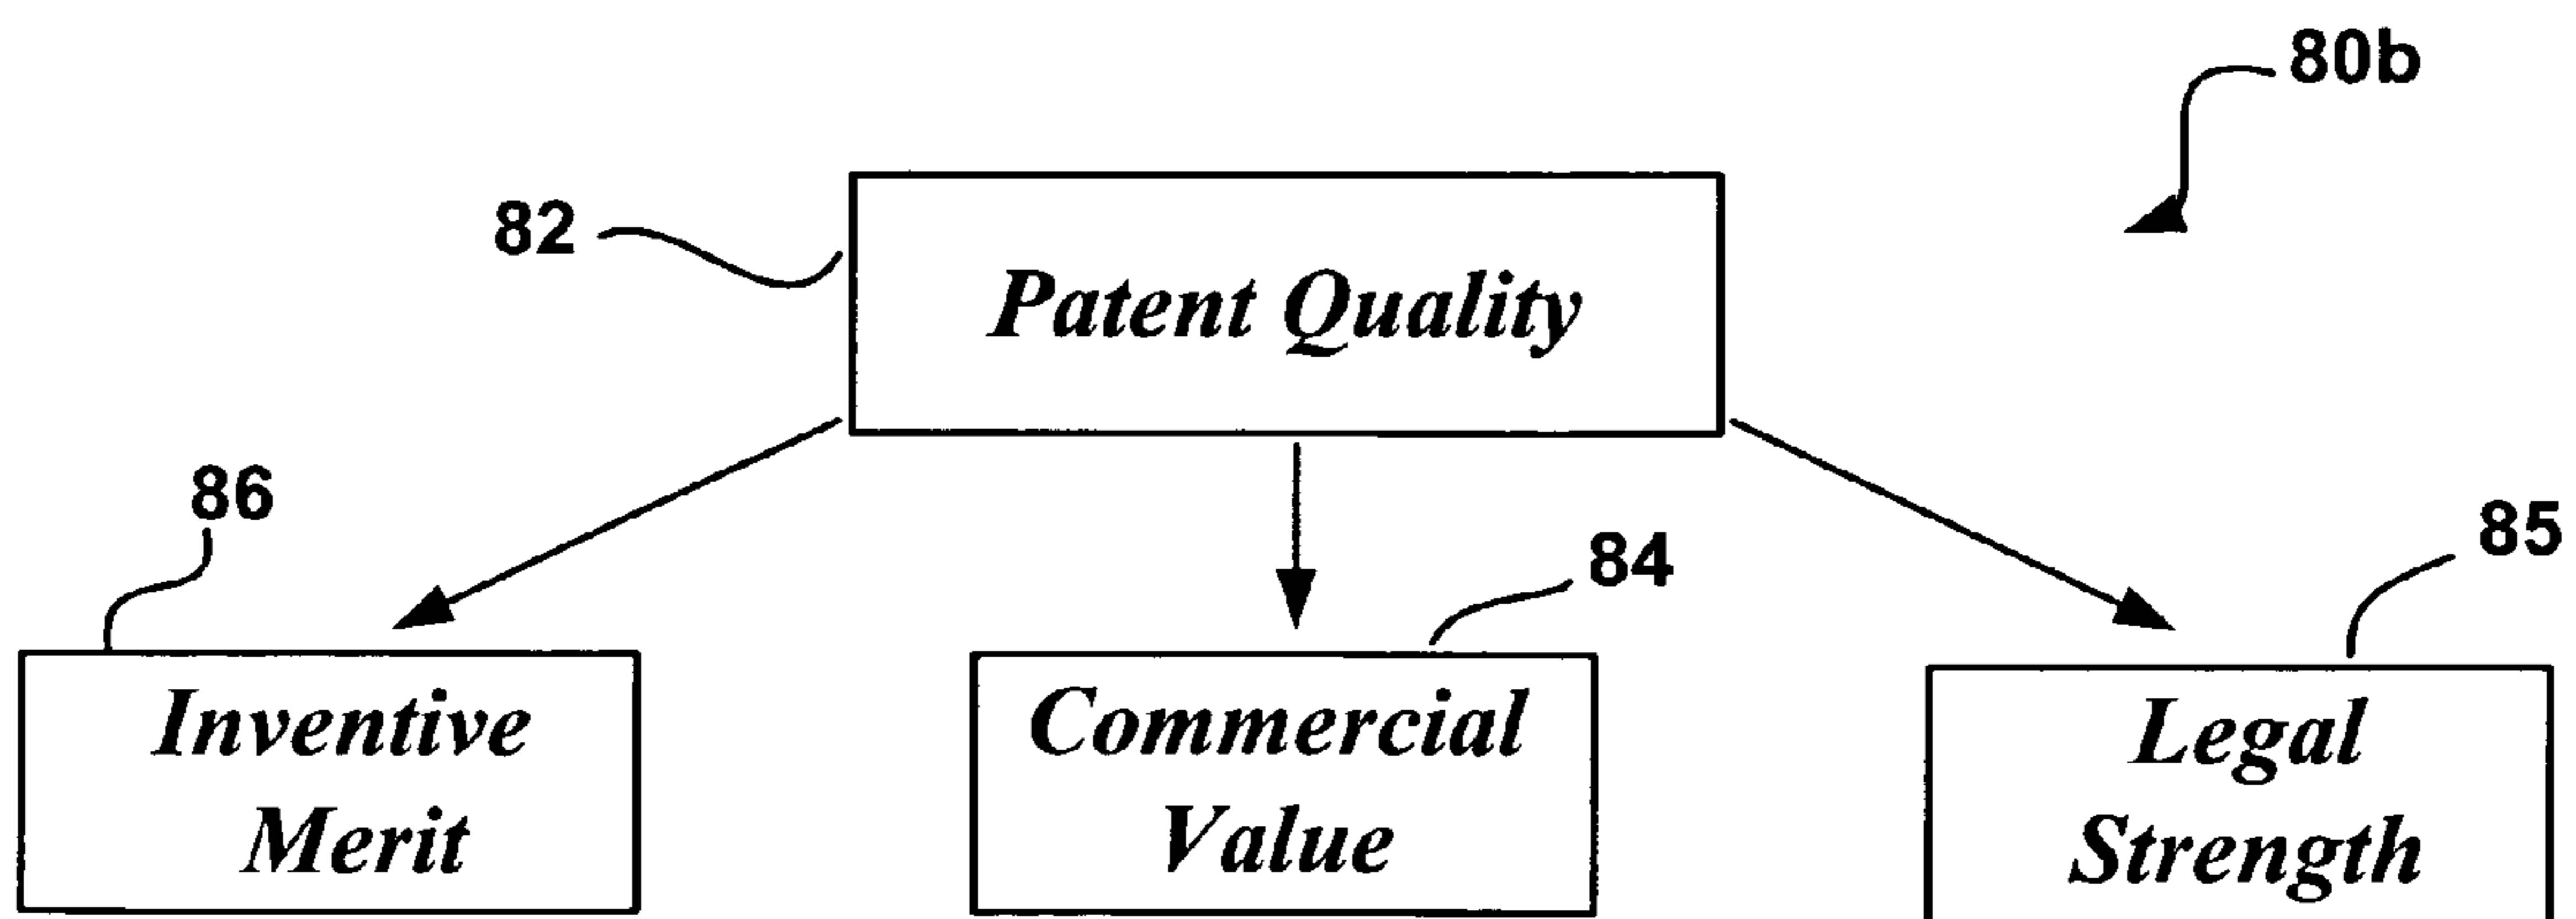 80b
82
Patent Quality
86
84
85
Inventive
Merit
Commercial
Value
Legal
Strength